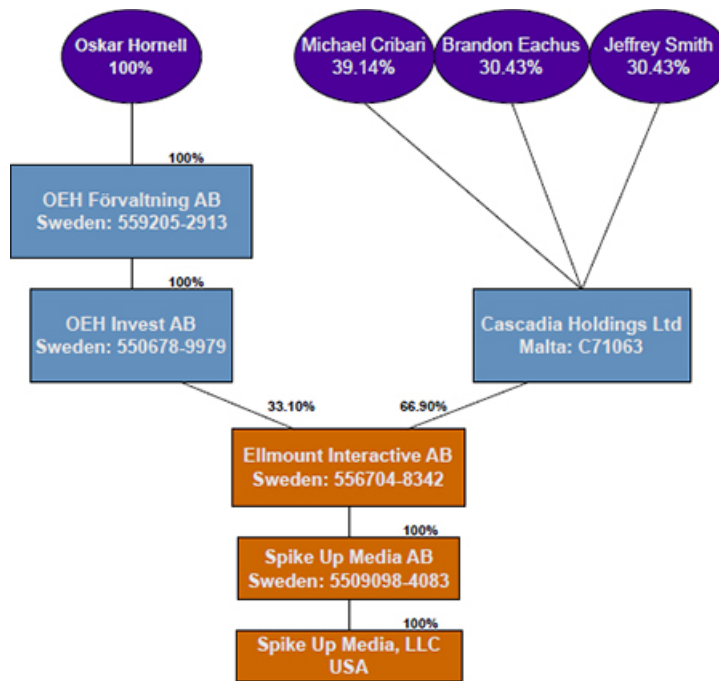 Oskar Hornell
100%
Michael Cribari
39.14%
Brandon Eachus
30.43%
Jeffrey Smith
30.43%
100%
OEH Förvaltning AB
Sweden: 559205-2913
100%
OEH Invest AB
Sweden: 550678-9979
Cascadia Holdings Ltd
Malta: C71063
33.10%
66.90%
Ellmount Interactive AB
Sweden: 556704-8342
100%
Spike Up Media AB
Sweden: 5509098-4083
100%
Spike Up Media, LLC
USA